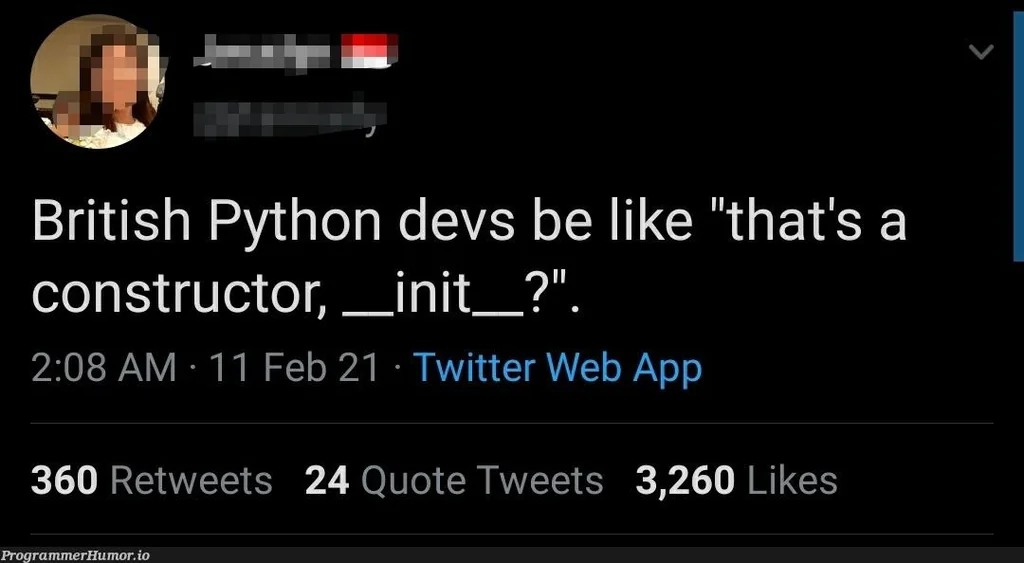 British Python devs be like "that's a
constructor, __init__?".
2:08 AM · 11 Feb 21 · Twitter Web App
360 Retweets 24 Quote Tweets 3,260 Likes
ProgrammerHumor.io